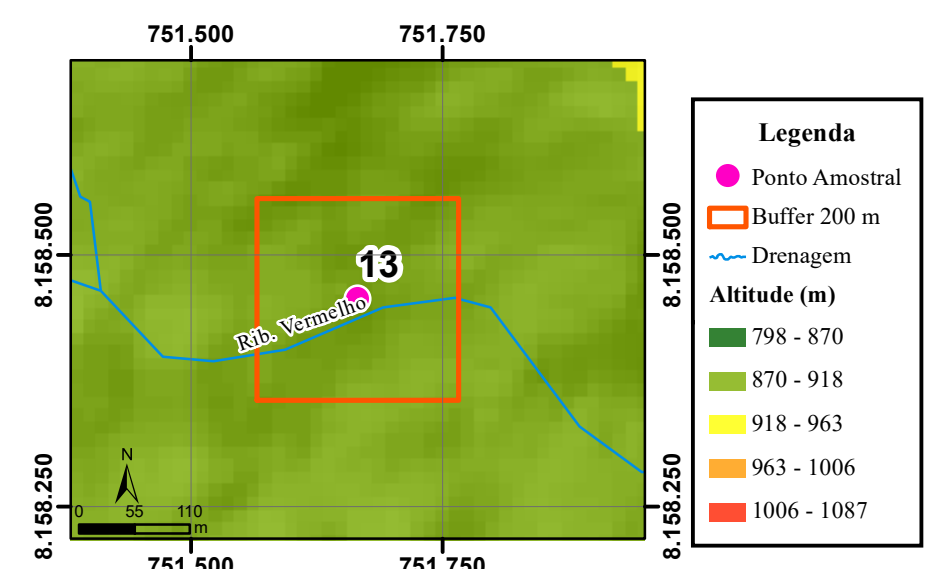 751.500 751.750
8.158.500
8.158.500
13
Rib. Vermelho
N
0 55 110
m
8.158.250
8.158.250
751.500 751.750
Legenda
Ponto Amostral
Buffer 200 m
Drenagem
Altitude (m)
798 - 870
870 - 918
918 - 963
963 - 1006
1006 - 1087